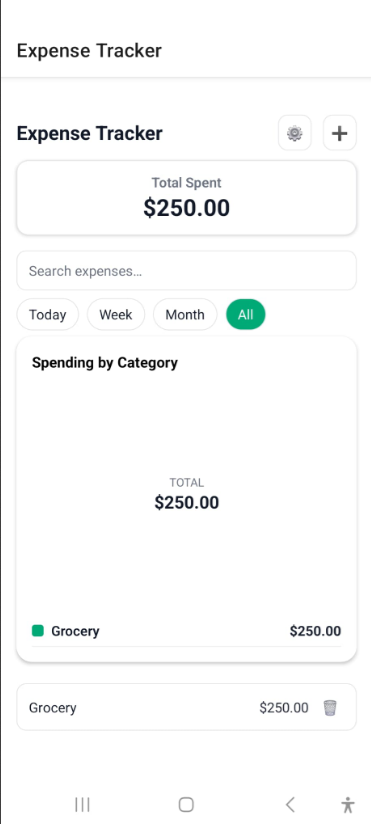 Expense Tracker
Expense Tracker
Total Spent
$250.00
Search expenses...
Today Week Month All
Spending by Category
TOTAL
$250.00
Grocery $250.00
Grocery $250.00